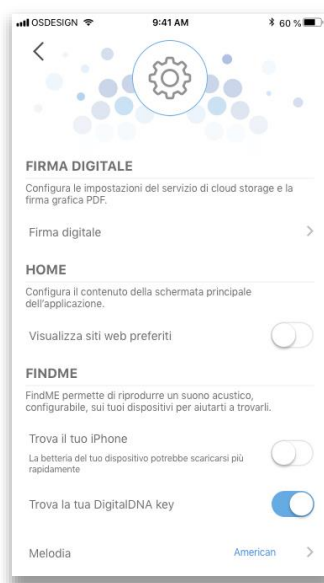 OSDESIGN 9:41 AM 60 %
FIRMA DIGITALE
Configura le impostazioni del servizio di cloud storage e la
firma grafica PDF.
Firma digitale
HOME
Configura il contenuto della schermata principale
dell'applicazione.
Visualizza siti web preferiti
FINDME
FindME permette di riprodurre un suono acustico,
configurabile, sui tuoi dispositivi per aiutarti a trovarli.
Trova il tuo iPhone
La betteria del tuo dispositivo potrebbe scaricarsi più
rapidamente
Trova la tua DigitalDNA key
Melodia American